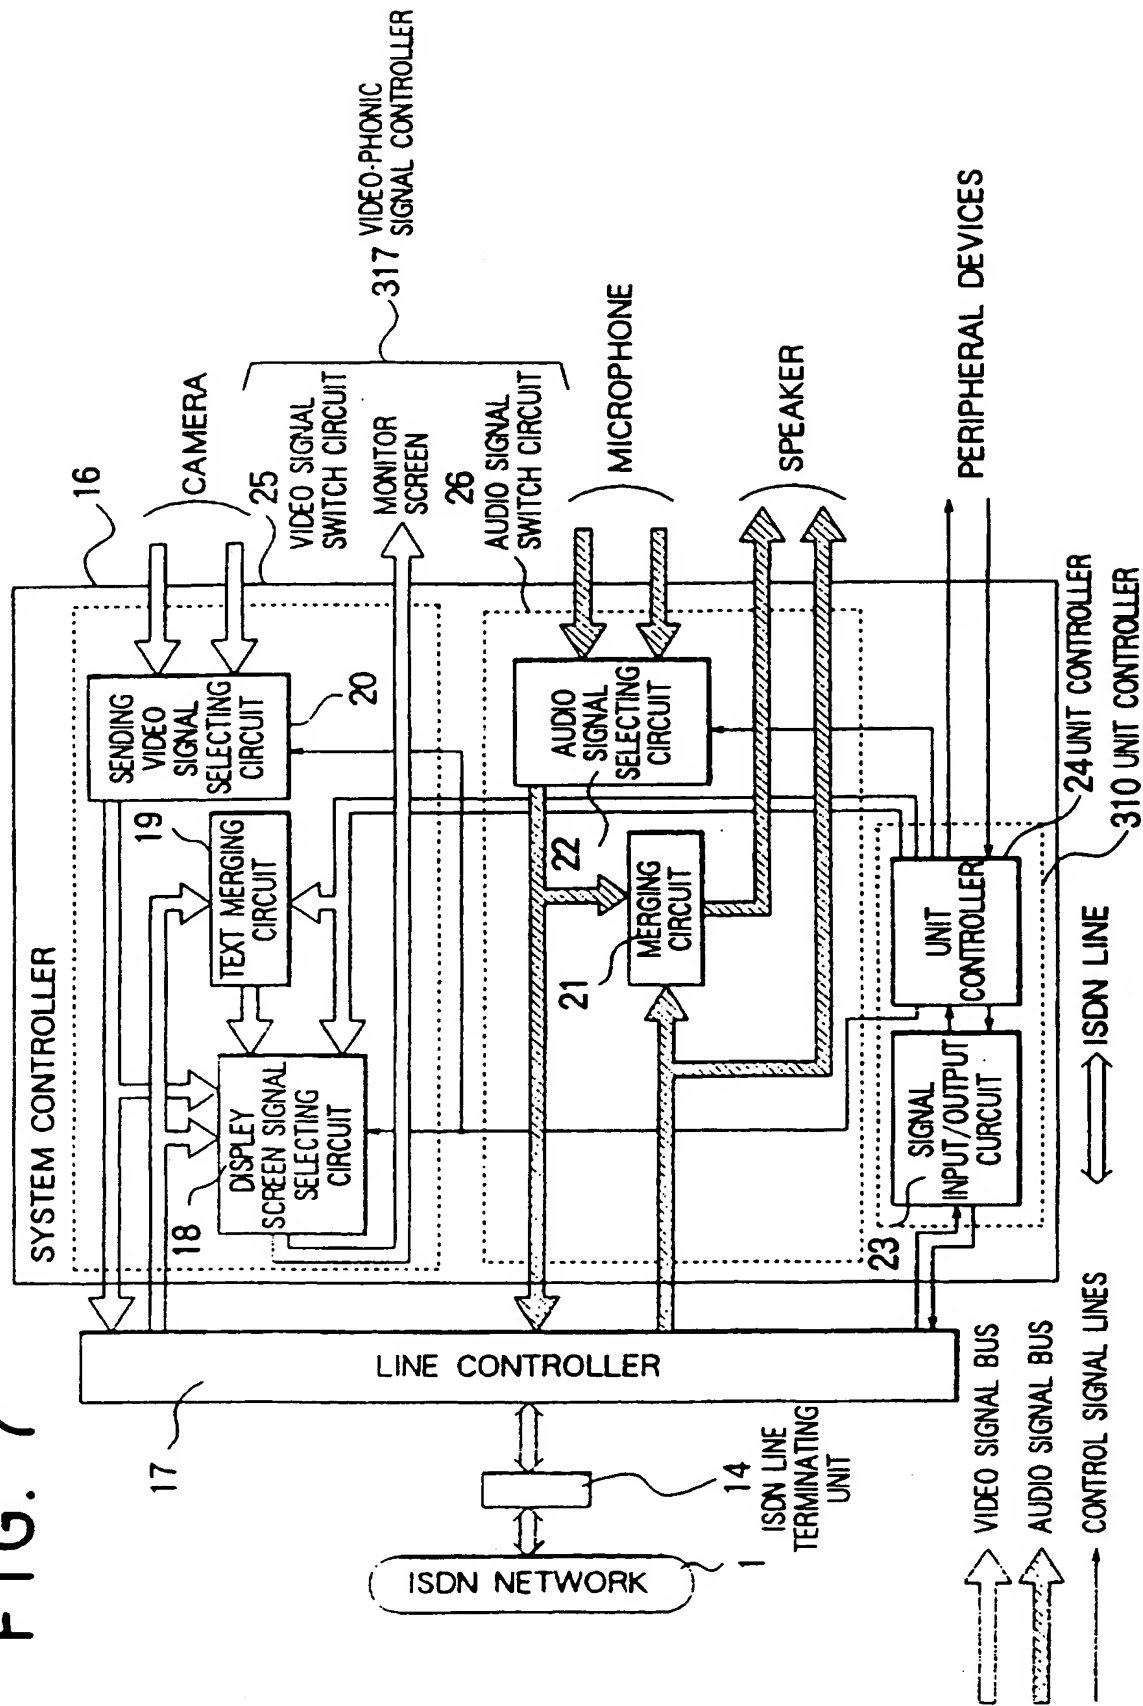 FIG. 7
SYSTEM CONTROLLER
16
CAMERA
SENDING
VIDEO
SIGNAL
SELECTING
CIRCUIT
20
25
VIDEO SIGNAL
SWITCH CIRCUIT
317 VIDEO-PHONIC
SIGNAL CONTROLLER
19
TEXT MERGING
CIRCUIT
MONITOR
SCREEN
18
DISPLEY
SCREEN SIGNAL
SELECTING
CIRCUIT
26
AUDIO SIGNAL
SWITCH CIRCUIT
MICROPHONE
AUDIO
SIGNAL
SELECTING
CIRCUIT
22
MERGING
CIRCUIT
21
SPEAKER
LINE CONTROLLER
17
14
ISDN LINE
TERMINATING
UNIT
ISDN NETWORK
1
23
SIGNAL
INPUT/OUTPUT
CURCUIT
UNIT
CONTROLLER
PERIPHERAL DEVICES
24 UNIT CONTROLLER
310 UNIT CONTROLLER
VIDEO SIGNAL BUS
AUDIO SIGNAL BUS
CONTROL SIGNAL LINES
ISDN LINE